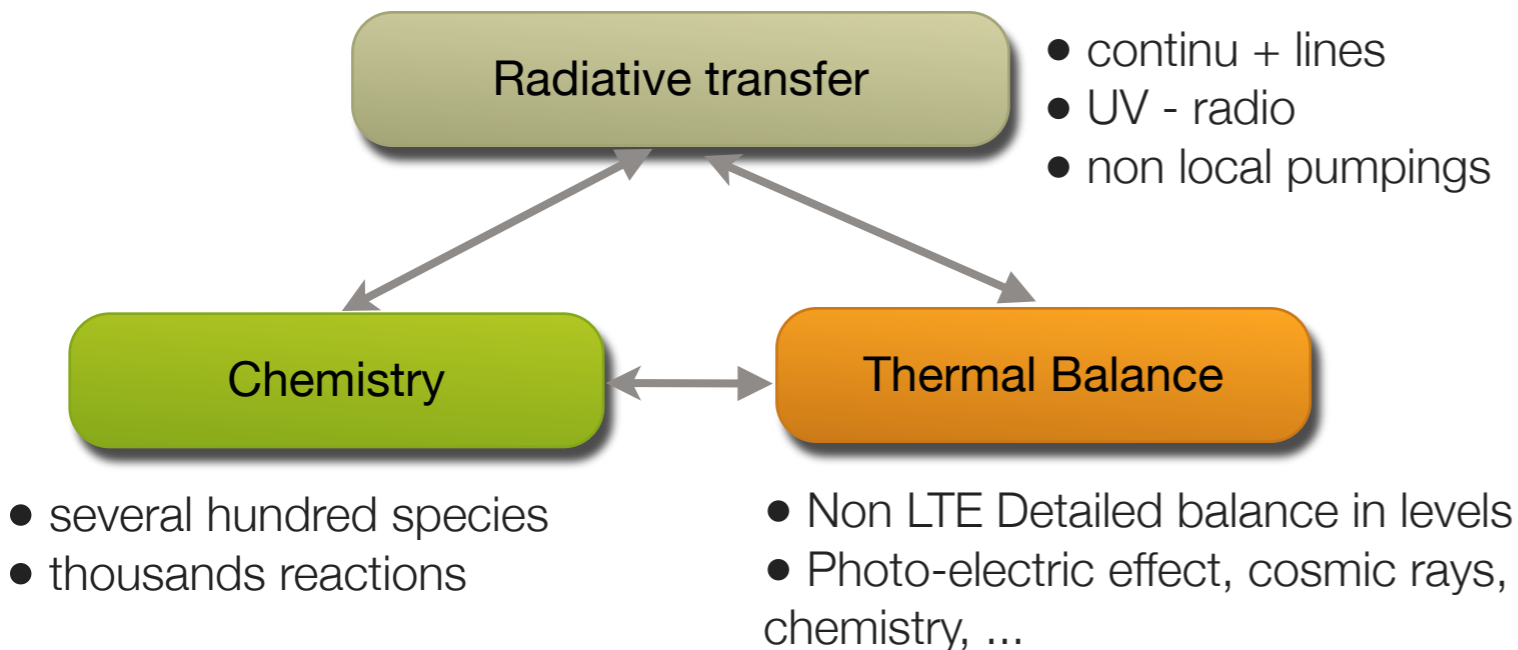 Radiative transfer
● continu + lines
● UV - radio
● non local pumpings
Chemistry
Thermal Balance
● several hundred species
● thousands reactions
● Non LTE Detailed balance in levels
● Photo-electric effect, cosmic rays,
chemistry, ...